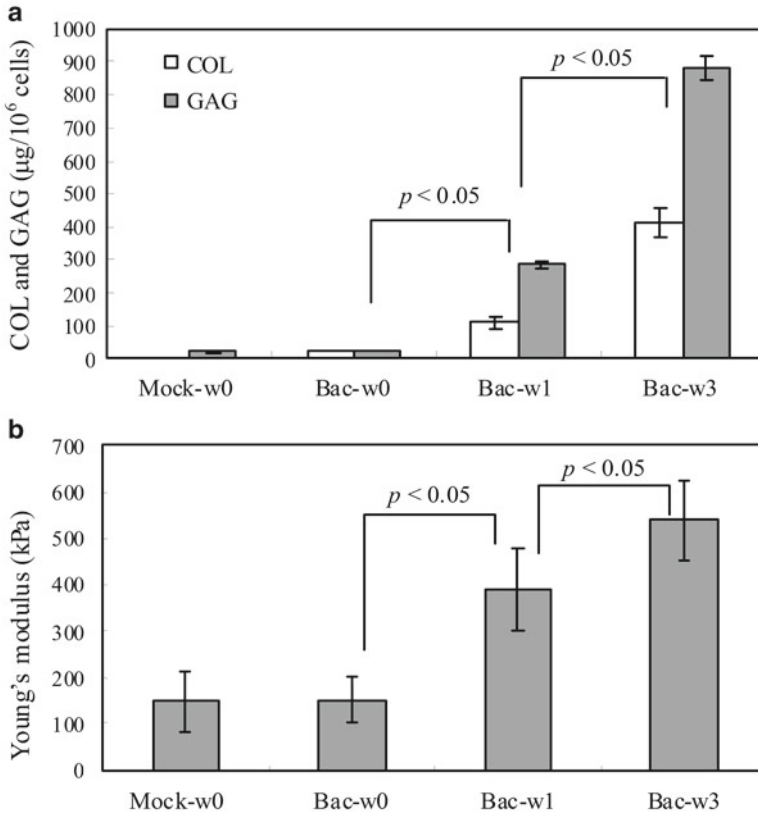 a
COL and GAG (µg/10⁶ cells)
1000
900
800
700
600
500
400
300
200
100
0
COL
GAG
p < 0.05
p < 0.05
Mock-w0 Bac-w0 Bac-w1 Bac-w3
b
Young's modulus (kPa)
700
600
500
400
300
200
100
0
p < 0.05
p < 0.05
Mock-w0 Bac-w0 Bac-w1 Bac-w3